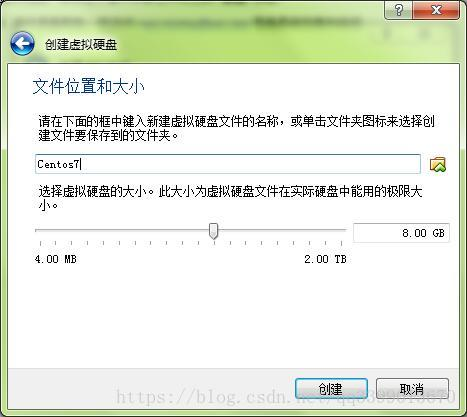 创建虚拟硬盘
文件位置和大小
请在下面的框中键入新建虚拟硬盘文件的名称，或单击文件夹图标来选择创
建文件要保存到的文件夹。
Centos7
选择虚拟硬盘的大小。此大小为虚拟硬盘文件在实际硬盘中能用的极限大
小。
8.00 GB
4.00 MB
2.00 TB
创建
取消